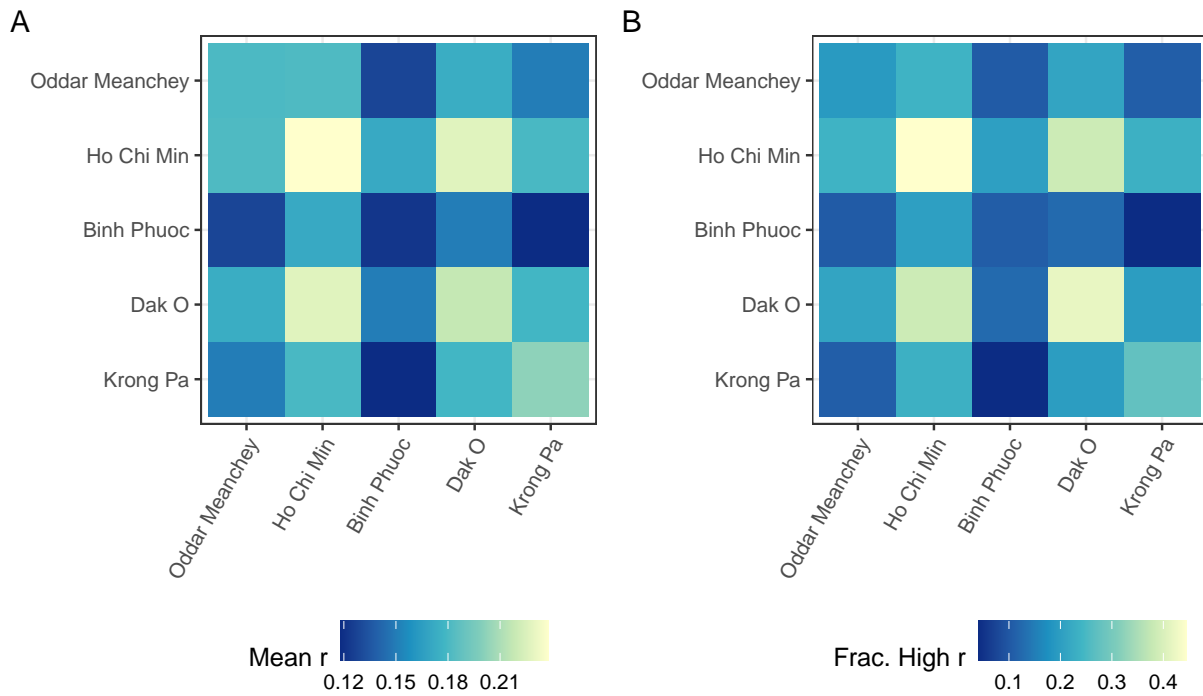 A
Oddar Meanchey
Ho Chi Min
Binh Phuoc
Dak O
Krong Pa
Oddar Meanchey
Ho Chi Min
Binh Phuoc
Dak O
Krong Pa
Mean r
0.12 0.15 0.18 0.21
B
Oddar Meanchey
Ho Chi Min
Binh Phuoc
Dak O
Krong Pa
Oddar Meanchey
Ho Chi Min
Binh Phuoc
Dak O
Krong Pa
Frac. High r
0.1 0.2 0.3 0.4